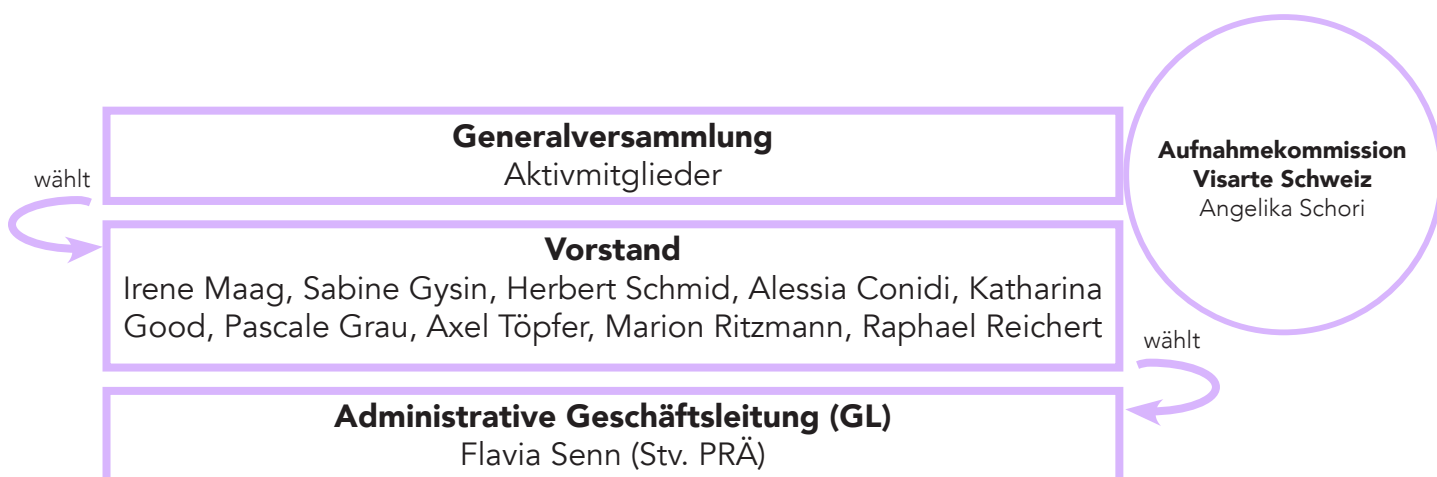 Generalversammlung
Aktivmitglieder
Aufnahmekommission
Visarte Schweiz
Angelika Schori
wählt
Vorstand
Irene Maag, Sabine Gysin, Herbert Schmid, Alessia Conidi, Katharina
Good, Pascale Grau, Axel Töpfer, Marion Ritzmann, Raphael Reichert
wählt
Administrative Geschäftsleitung (GL)
Flavia Senn (Stv. PRÄ)